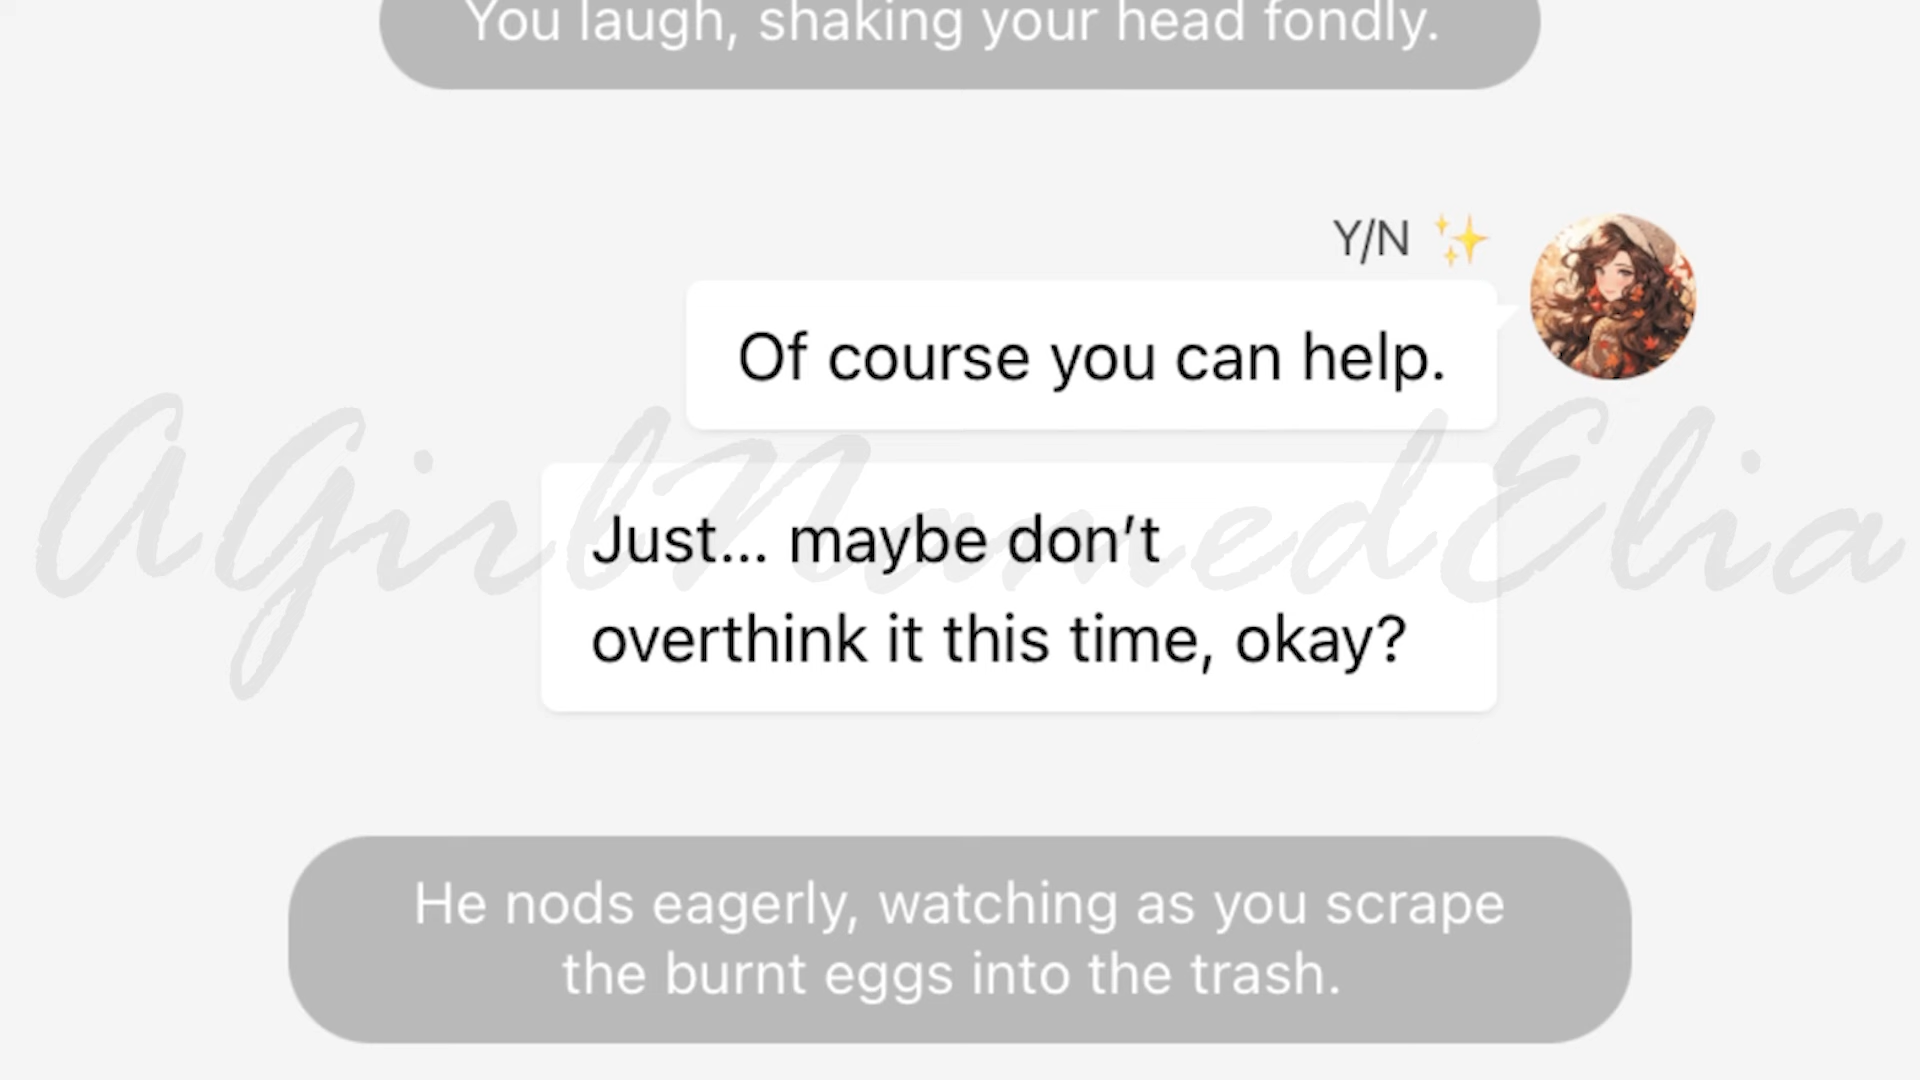 You laugh, shaking your head fondly.
Y/N ✨
Of course you can help.
AGirlNamedElia
Just... maybe don't
overthink it this time, okay?
He nods eagerly, watching as you scrape
the burnt eggs into the trash.